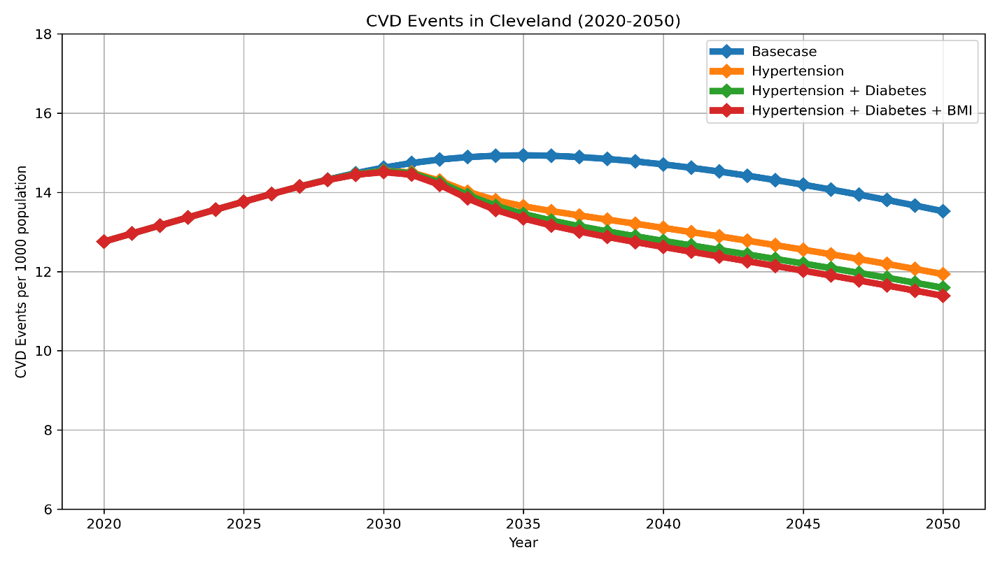 CVD Events in Cleveland (2020-2050)
CVD Events per 1000 population
18
16
14
12
10
8
6
Basecase
Hypertension
Hypertension + Diabetes
Hypertension + Diabetes + BMI
2020 2025 2030 2035 2040 2045 2050
Year